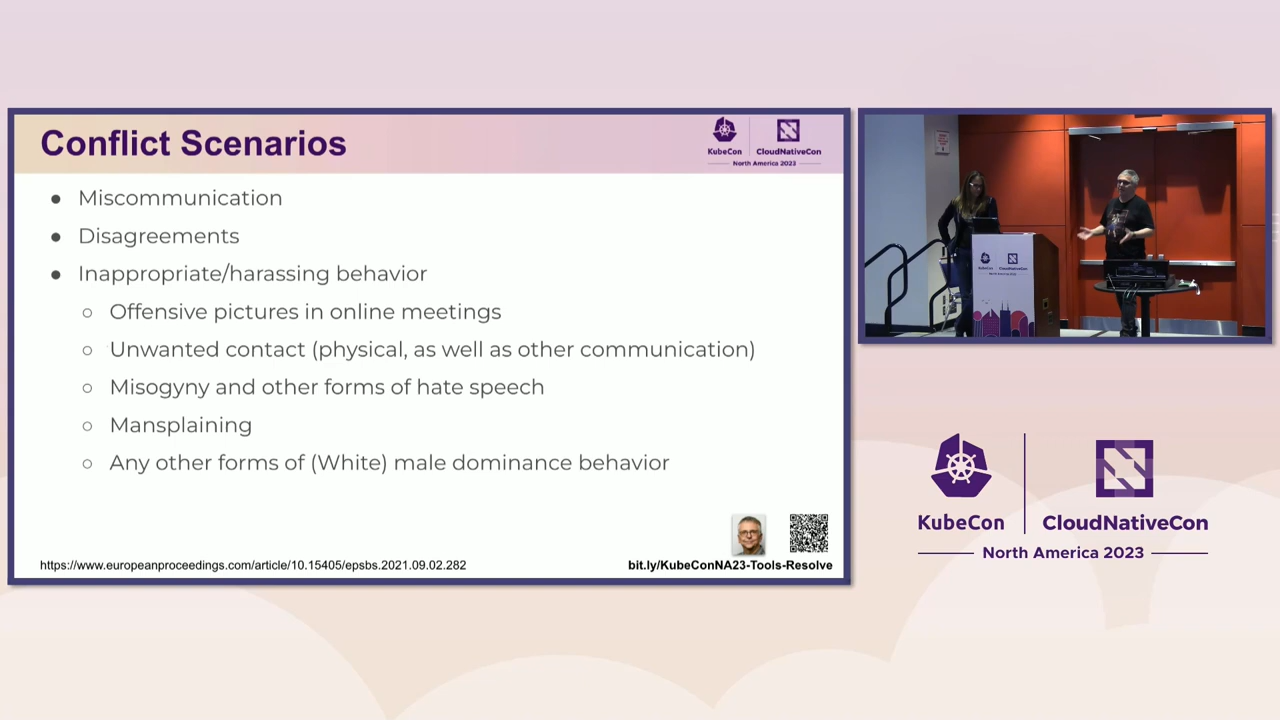 Conflict Scenarios
KubeCon
CloudNativeCon
North America 2023
● Miscommunication
● Disagreements
● Inappropriate/harassing behavior
○ Offensive pictures in online meetings
○ Unwanted contact (physical, as well as other communication)
○ Misogyny and other forms of hate speech
○ Mansplaining
○ Any other forms of (White) male dominance behavior
https://www.europeanproceedings.com/article/10.15405/epsbs.2021.09.02.282
bit.ly/KubeConNA23-Tools-Resolve
KubeCon
CloudNativeCon
KubeCon
CloudNativeCon
North America 2023